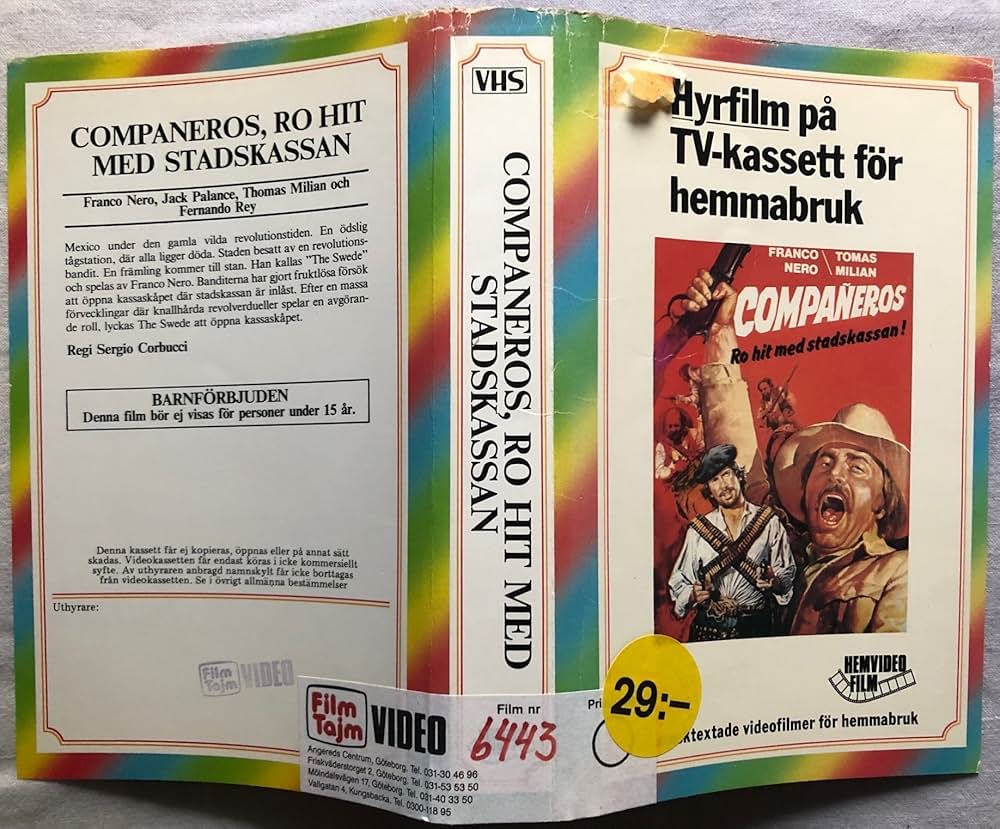 COMPANEROS, RO HIT
MED STADSKASSAN
Franco Nero, Jack Palance, Thomas Milian och
Fernando Rey
Mexico under den gamla vilda revolutionstiden. En ödslig
tågstation, där alla ligger döda. Staden besatt av en revolutions-
bandit. En främling kommer till stan. Han kallas "The Swede"
och spelas av Franco Nero. Banditerna har gjort fruktlösa försök
att öppna kassaskåpet där stadskassan är inlåst. Efter en massa
förvecklingar där knallhårda revolverdueller spelar en avgöran-
de roll, lyckas The Swede att öppna kassaskåpet.
Regi Sergio Corbucci
BARNFÖRBJUDEN
Denna film bör ej visas för personer under 15 år.
Denna kassett får ej kopieras, öppnas eller på annat sätt
skadas. Videokassetten får endast köras i icke kommersiellt
syfte. Av uthyraren anbragd namnskylt får icke borttagas
från videokassetten. Se i övrigt allmänna bestämmelser
Uthyrare:
Film
Tajm VIDEO
VHS
COMPANEROS, RO HIT MED
STADSKASSAN
Film
Tajm VIDEO
Angereds Centrum, Göteborg. Tel. 031-30 46 96
Friskväderstorget 2, Göteborg. Tel. 031-53 53 50
Mölndalsvägen 17, Göteborg. Tel. 031-40 33 50
Vallgatan 4, Kungsbacka. Tel. 0300-118 95
Film nr
6443
29:-
Hyrfilm på
TV-kassett för
hemmabruk
FRANCO \ TOMAS
NERO \ MILIAN
COMPAÑEROS
Ro hit med stadskassan!
HEMVIDEO
FILM
videofilmer för hemmabruk